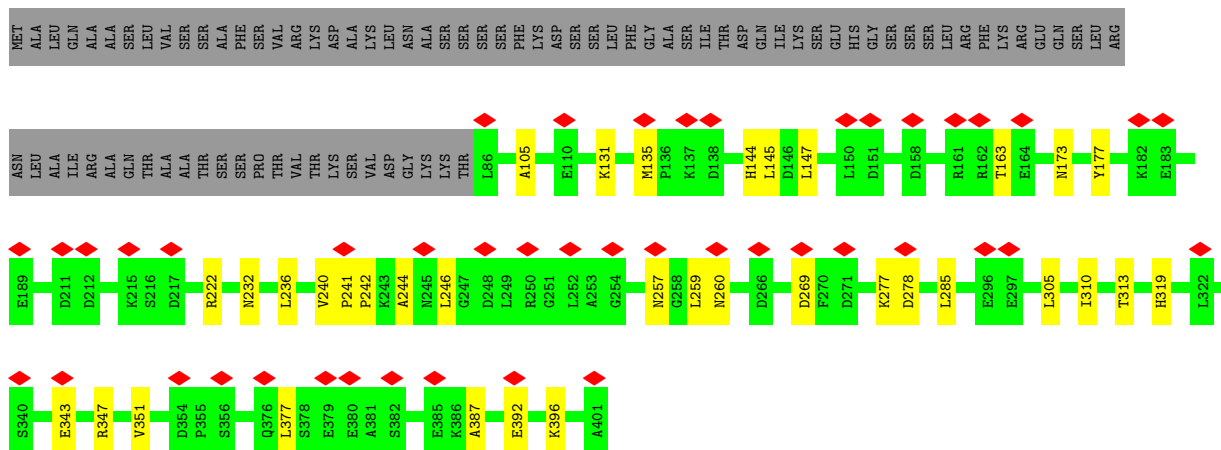 MET ALA LEU GLN ALA ALA SER LEU VAL SER SER ALA PHE SER VAL ARG LYS ASP ALA LYS LEU ASN ALA SER SER SER SER PHE LYS ASP SER SER LEU PHE GLY ALA SER ILE THR ASP GLN ILE LYS SER GLU HIS GLY SER SER SER LEU ARG PHE LYS ARG GLU GLN SER LEU ARG
ASN LEU ALA ILE ARG ALA GLN THR ALA ALA THR SER SER PRO THR VAL THR LYS SER VAL ASP GLY LYS LYS THR L86 A105 E110 K131 M135 P136 K137 D138 H144 L145 D146 L147 L150 D151 D158 R161 R162 T163 E164 N173 Y177 K182 E183
E189 D211 D212 K215 S216 D217 R222 N232 L236 V240 P241 P242 K243 A244 N245 L246 G247 D248 L249 R250 G251 L252 A253 G254 N257 G258 L259 N260 D266 D269 F270 D271 K277 D278 L285 E296 E297 L305 I310 T313 H319 L322
S340 E343 R347 V351 D354 P355 S356 Q376 L377 S378 E379 E380 A381 S382 E385 K386 A387 E392 K396 A401